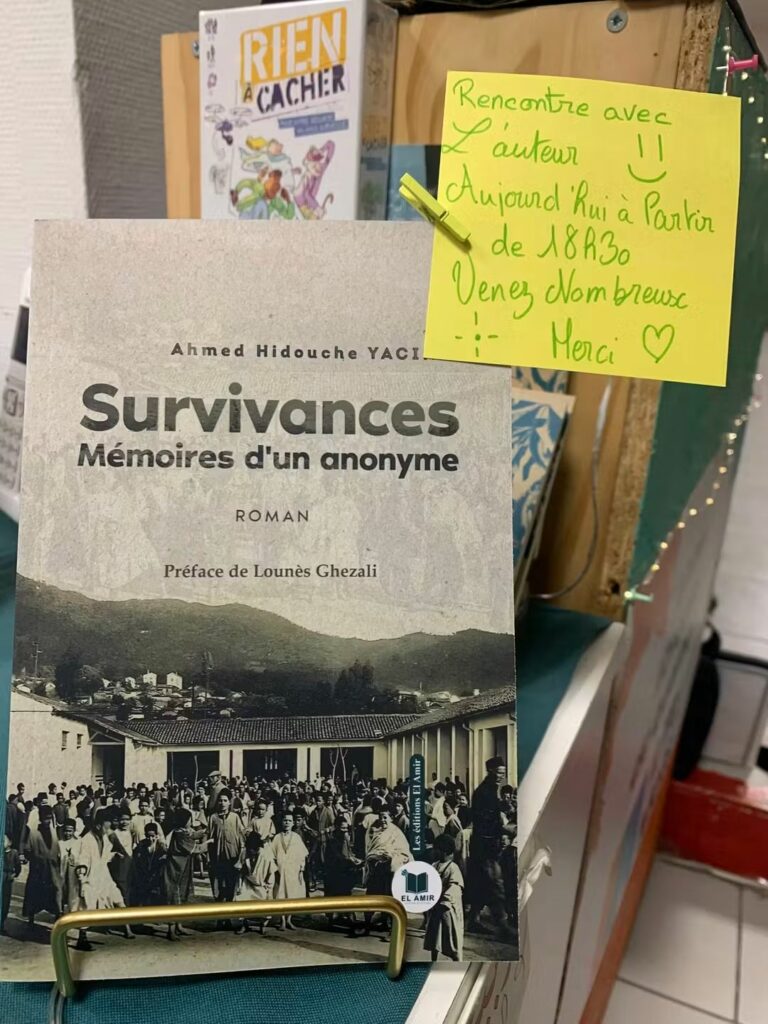 RIEN
À
CACHER
Rencontre avec
L'auteur
Aujourd'hui à Partir
de 18h30
Venez Nombreux
Merci
Ahmed Hidouche
Survivances
Mémoires d'un anonyme
ROMAN
Préface de Lounès Ghezali
Les éditions El Amir
EL AMIR